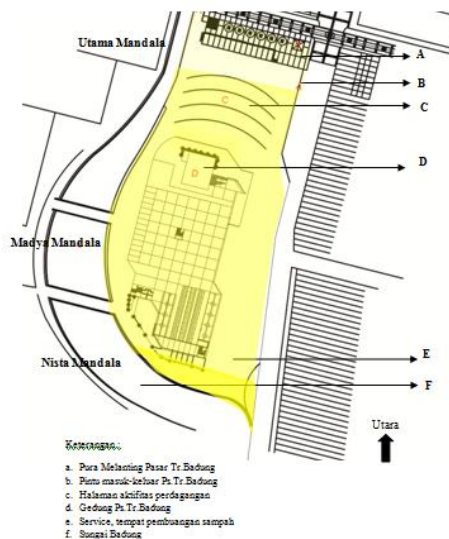 Utama Mandala
A
B
C
C
D
D
Madya Mandala
Nista Mandala
E
F
Utara
Keterangan :
a. Pura Melanting Pasar Tr.Badung
b. Pintu masuk-keluar Ps.Tr.Badung
c. Halaman aktifitas perdagangan
d. Gedung Ps.Tr.Badung
e. Service, tempat pembuangan sampah
f. Sungai Badung